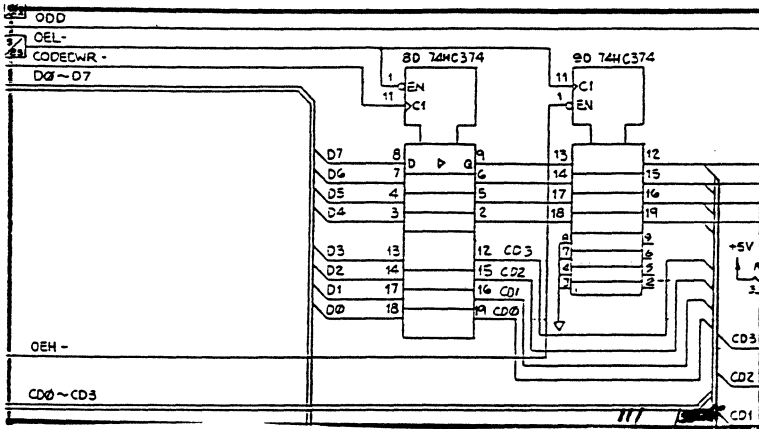 ODD
OEL-
CODECWR -
DØ~D7
8D 74HC374
9D 74HC374
1 EN
11 C1
11 C1
1 EN
D7 8 D ▷ Q 9 13 12
D6 7 6 14 15
D5 4 5 17 16
D4 3 2 18 19
8 9
7 6
4 5
3 2
D3 13 12 CD3
D2 14 15 CD2
D1 17 16 CD1
DØ 18 19 CDØ
+5V
3
OEH -
CD3
CD2
CDØ~CD3
CD1